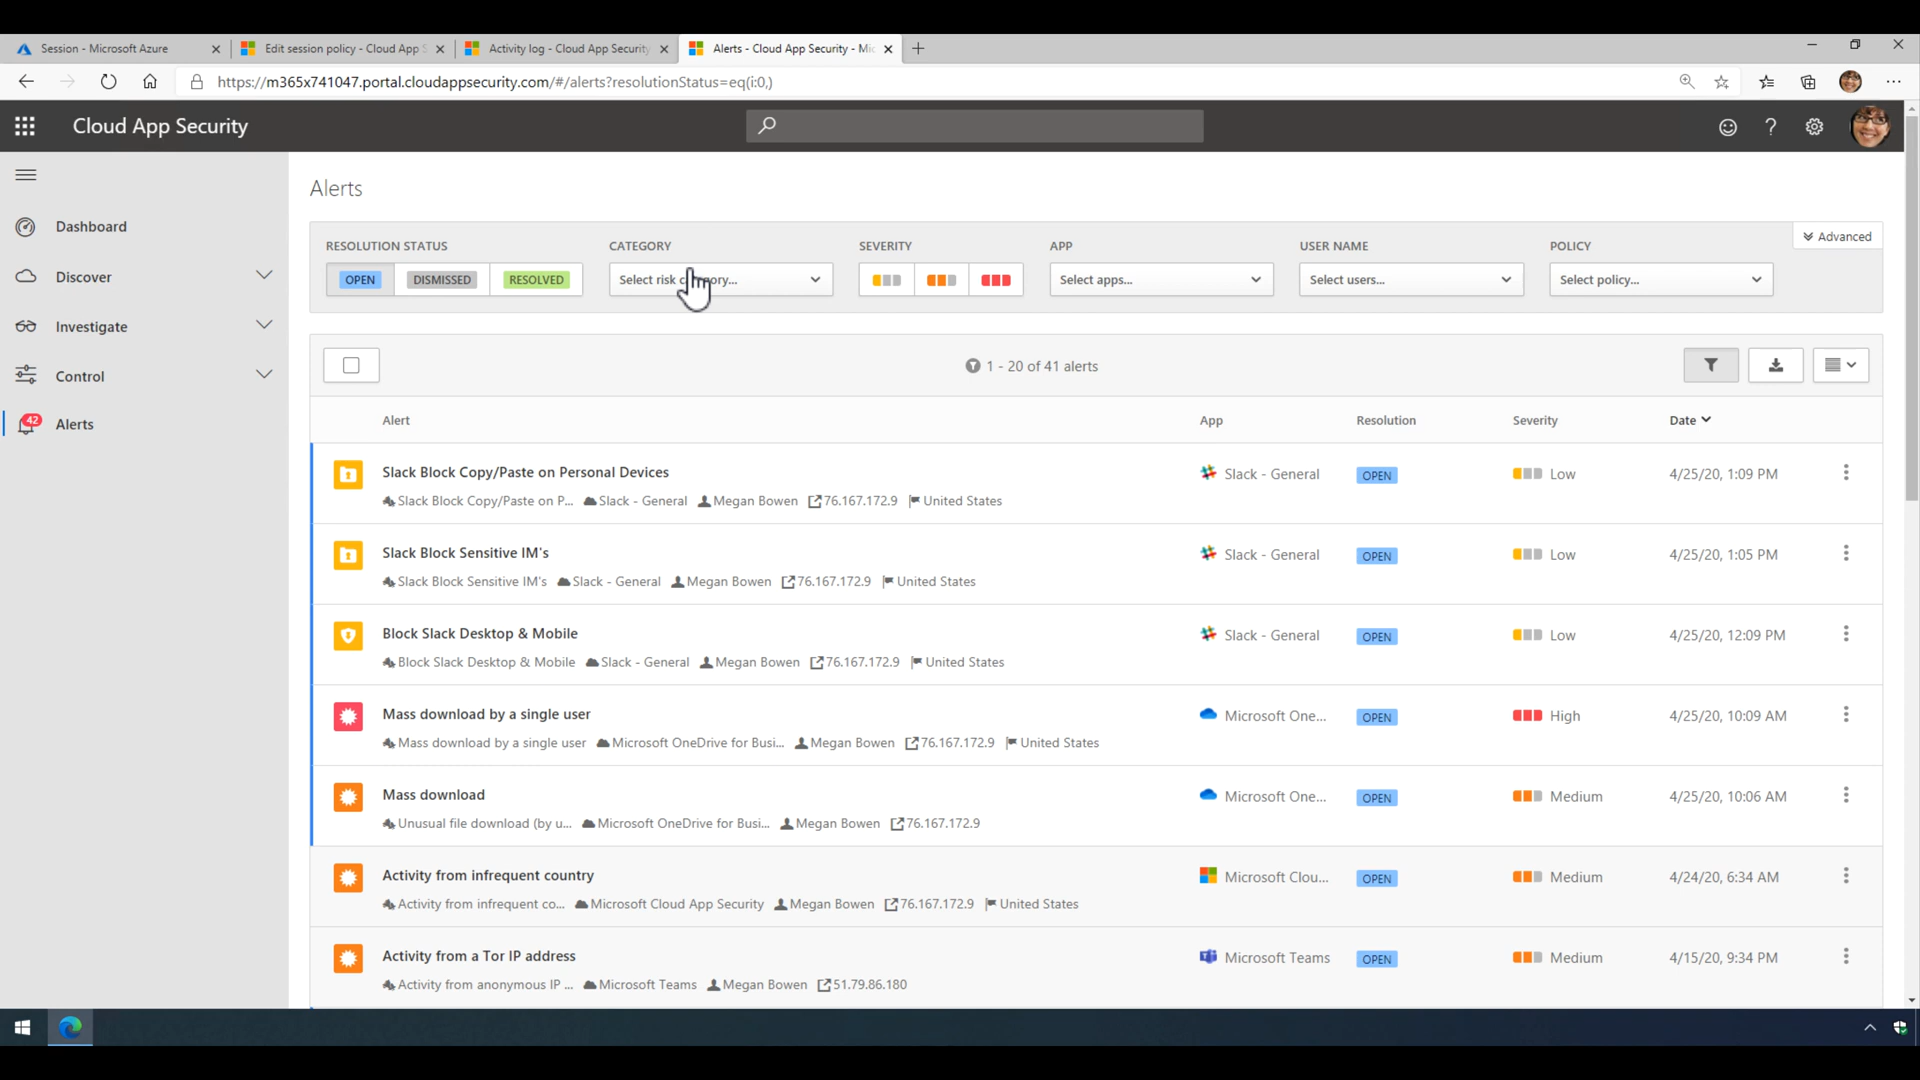 Session - Microsoft Azure
Edit session policy - Cloud App S
Activity log - Cloud App Security
Alerts - Cloud App Security - Mic
https://m365x741047.portal.cloudappsecurity.com/#/alerts?resolutionStatus=eq(i:0,)
Cloud App Security
Dashboard
Discover
Investigate
Control
42
Alerts
Alerts
RESOLUTION STATUS CATEGORY SEVERITY APP USER NAME POLICY
Advanced
OPEN DISMISSED RESOLVED Select risk category... Select apps... Select users... Select policy...
1 - 20 of 41 alerts
Alert App Resolution Severity Date
Slack Block Copy/Paste on Personal Devices Slack - General OPEN Low 4/25/20, 1:09 PM
Slack Block Copy/Paste on P... Slack - General Megan Bowen 76.167.172.9 United States
Slack Block Sensitive IM's Slack - General OPEN Low 4/25/20, 1:05 PM
Slack Block Sensitive IM's Slack - General Megan Bowen 76.167.172.9 United States
Block Slack Desktop & Mobile Slack - General OPEN Low 4/25/20, 12:09 PM
Block Slack Desktop & Mobile Slack - General Megan Bowen 76.167.172.9 United States
Mass download by a single user Microsoft One... OPEN High 4/25/20, 10:09 AM
Mass download by a single user Microsoft OneDrive for Busi... Megan Bowen 76.167.172.9 United States
Mass download Microsoft One... OPEN Medium 4/25/20, 10:06 AM
Unusual file download (by u... Microsoft OneDrive for Busi... Megan Bowen 76.167.172.9
Activity from infrequent country Microsoft Clou... OPEN Medium 4/24/20, 6:34 AM
Activity from infrequent co... Microsoft Cloud App Security Megan Bowen 76.167.172.9 United States
Activity from a Tor IP address Microsoft Teams OPEN Medium 4/15/20, 9:34 PM
Activity from anonymous IP ... Microsoft Teams Megan Bowen 51.79.86.180